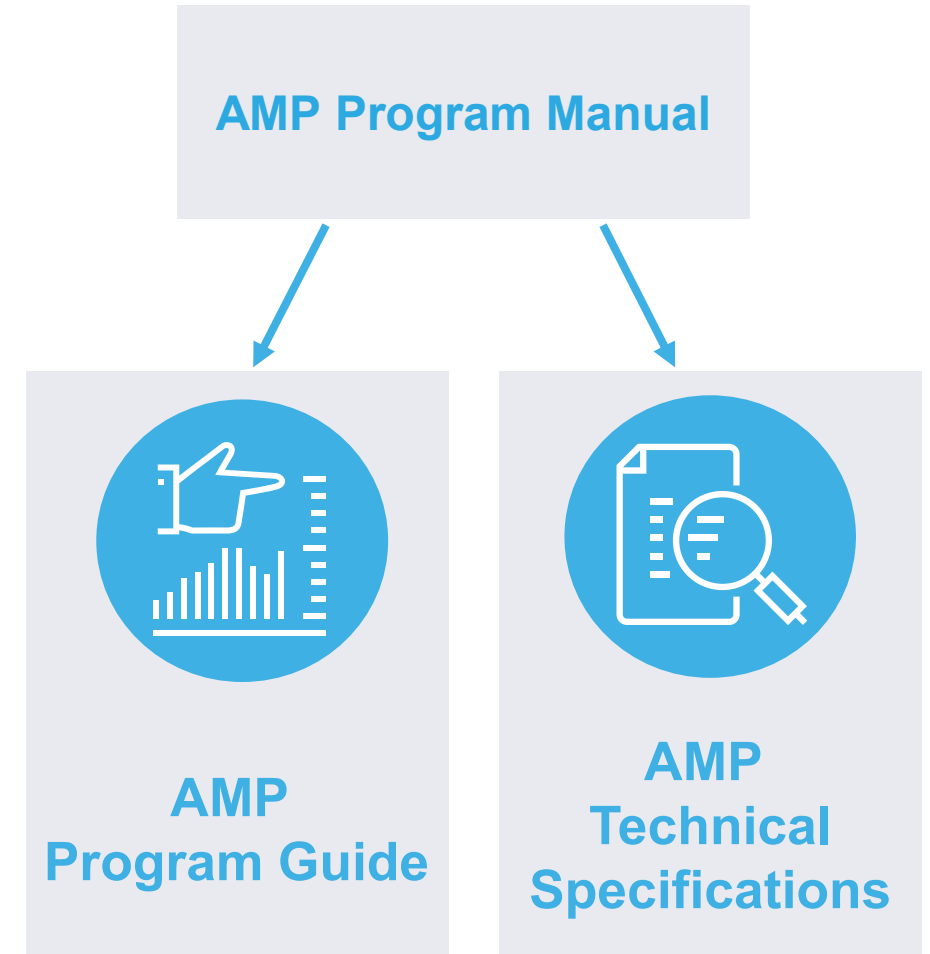 AMP Program Manual
AMP
Program Guide
AMP
Technical
Specifications